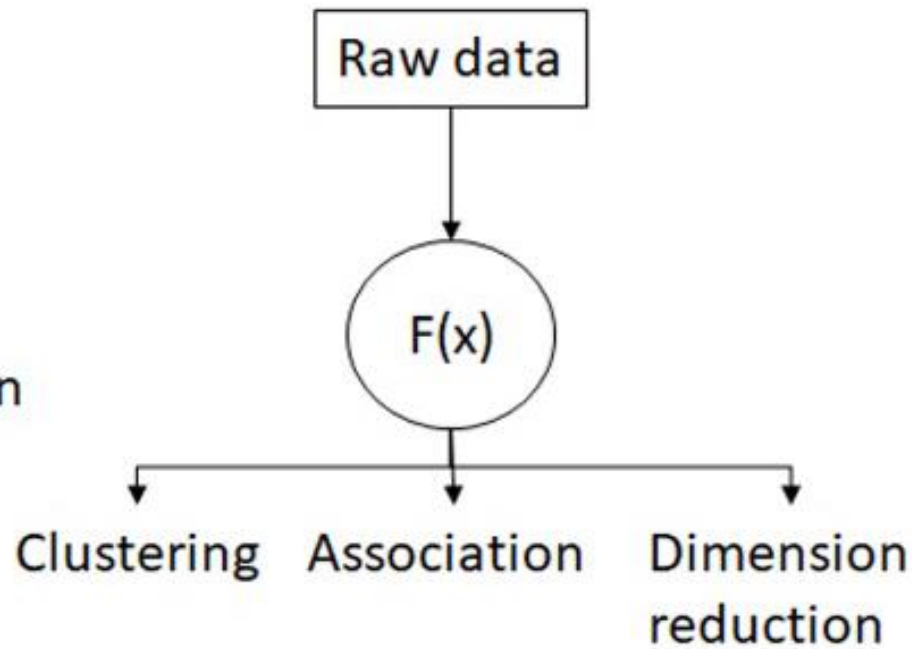 Raw data
F(x)
n
Clustering Association Dimension
reduction